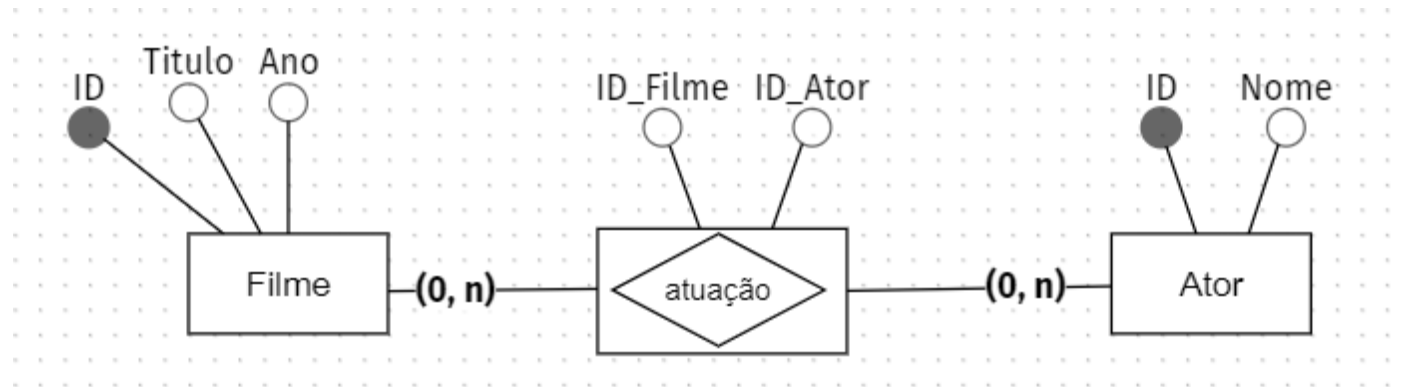 ID
Titulo
Ano
ID_Filme
ID_Ator
ID
Nome
Filme
(0, n)
atuação
(0, n)
Ator